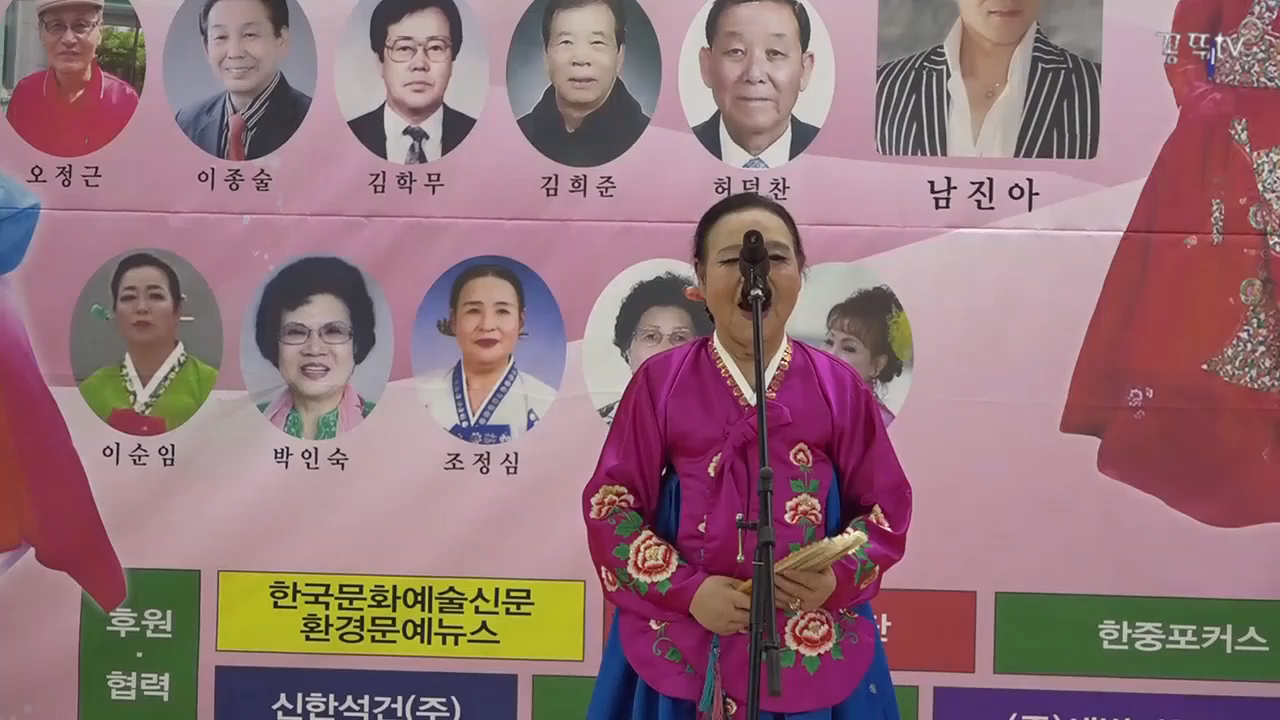 꿈뚝tv
오정근
이종술
김학무
김희준
허덕찬
남진아
이순임
박인숙
조정심
후원
·
협력
한국문화예술신문
환경문예뉴스
한중포커스
신한석건(주)
(주)